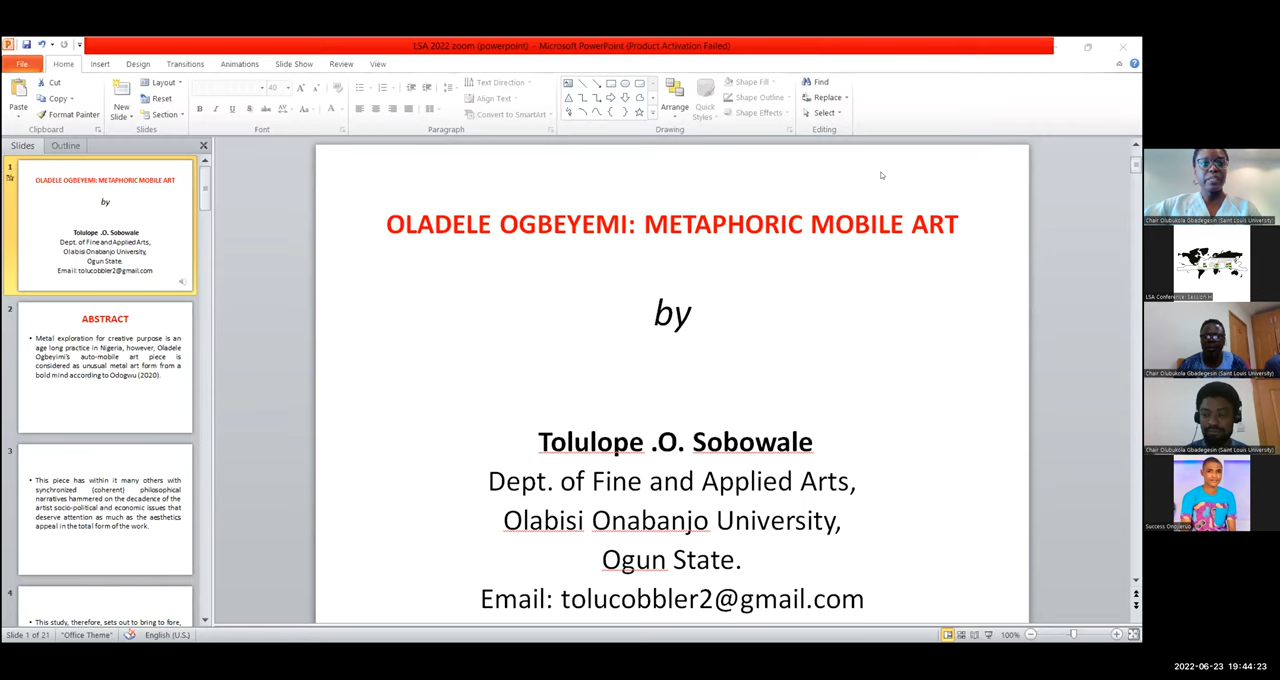 LSA 2022 zoom (powerpoint) – Microsoft PowerPoint (Product Activation Failed)
File Home Insert Design Transitions Animations Slide Show Review View
Cut
Copy
Format Painter
Paste
Clipboard
New
Slide
Layout
Reset
Section
Slides
40
Font
Text Direction
Align Text
Convert to SmartArt
Paragraph
Arrange
Quick
Styles
Shape Fill
Shape Outline
Shape Effects
Drawing
Find
Replace
Select
Editing
Slides Outline
1
OLADELE OGBEYEMI: METAPHORIC MOBILE ART
by
Tolulope .O. Sobowale
Dept. of Fine and Applied Arts,
Olabisi Onabanjo University,
Ogun State.
Email: tolucobbler2@gmail.com
2
ABSTRACT
• Metal exploration for creative purpose is an
age long practice in Nigeria, however, Oladele
Ogbeyimi's auto-mobile art piece is
considered as unusual metal art form from a
bold mind according to Odogwu (2020).
3
• This piece has within it many others with
synchronized (coherent) philosophical
narratives hammered on the decadence of the
artist socio-political and economic issues that
deserve attention as much as the aesthetics
appeal in the total form of the work.
4
• This study, therefore, sets out to bring to fore,
OLADELE OGBEYEMI: METAPHORIC MOBILE ART
by
Tolulope .O. Sobowale
Dept. of Fine and Applied Arts,
Olabisi Onabanjo University,
Ogun State.
Email: tolucobbler2@gmail.com
Slide 1 of 21 "Office Theme" English (U.S.) 100%
Chair Olubukola Gbadegesin (Saint Louis University)
LSA Conference: Session H
Chair Olubukola Gbadegesin (Saint Louis University)
Chair Olubukola Gbadegesin (Saint Louis University)
2022-06-23 19:44:23